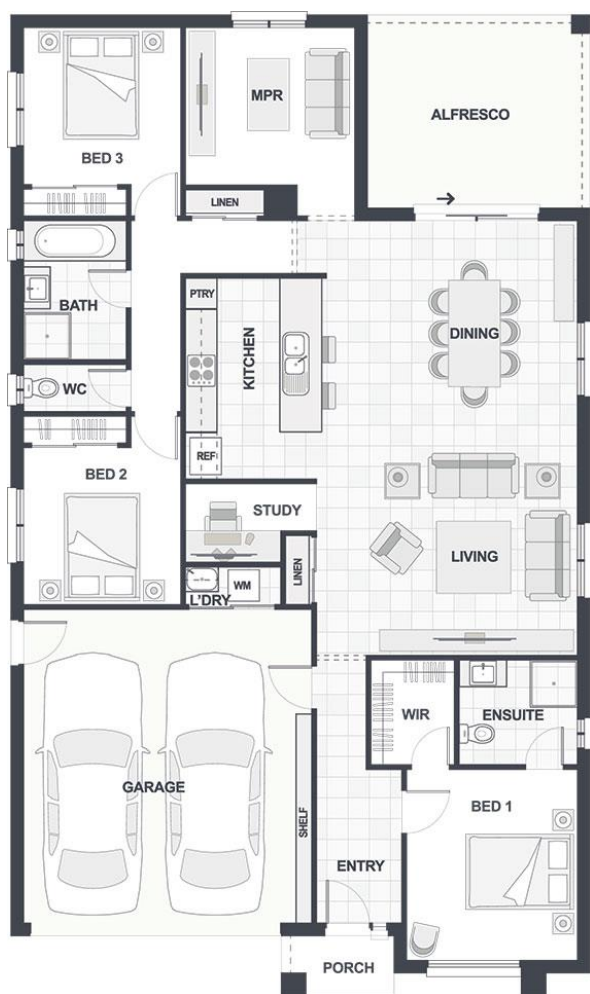 MPR
ALFRESCO
BED 3
LINEN
PTRY
BATH
KITCHEN
DINING
WC
REF
BED 2
STUDY
LIVING
LINEN
WM
L'DRY
WIR
ENSUITE
GARAGE
SHELF
BED 1
ENTRY
PORCH